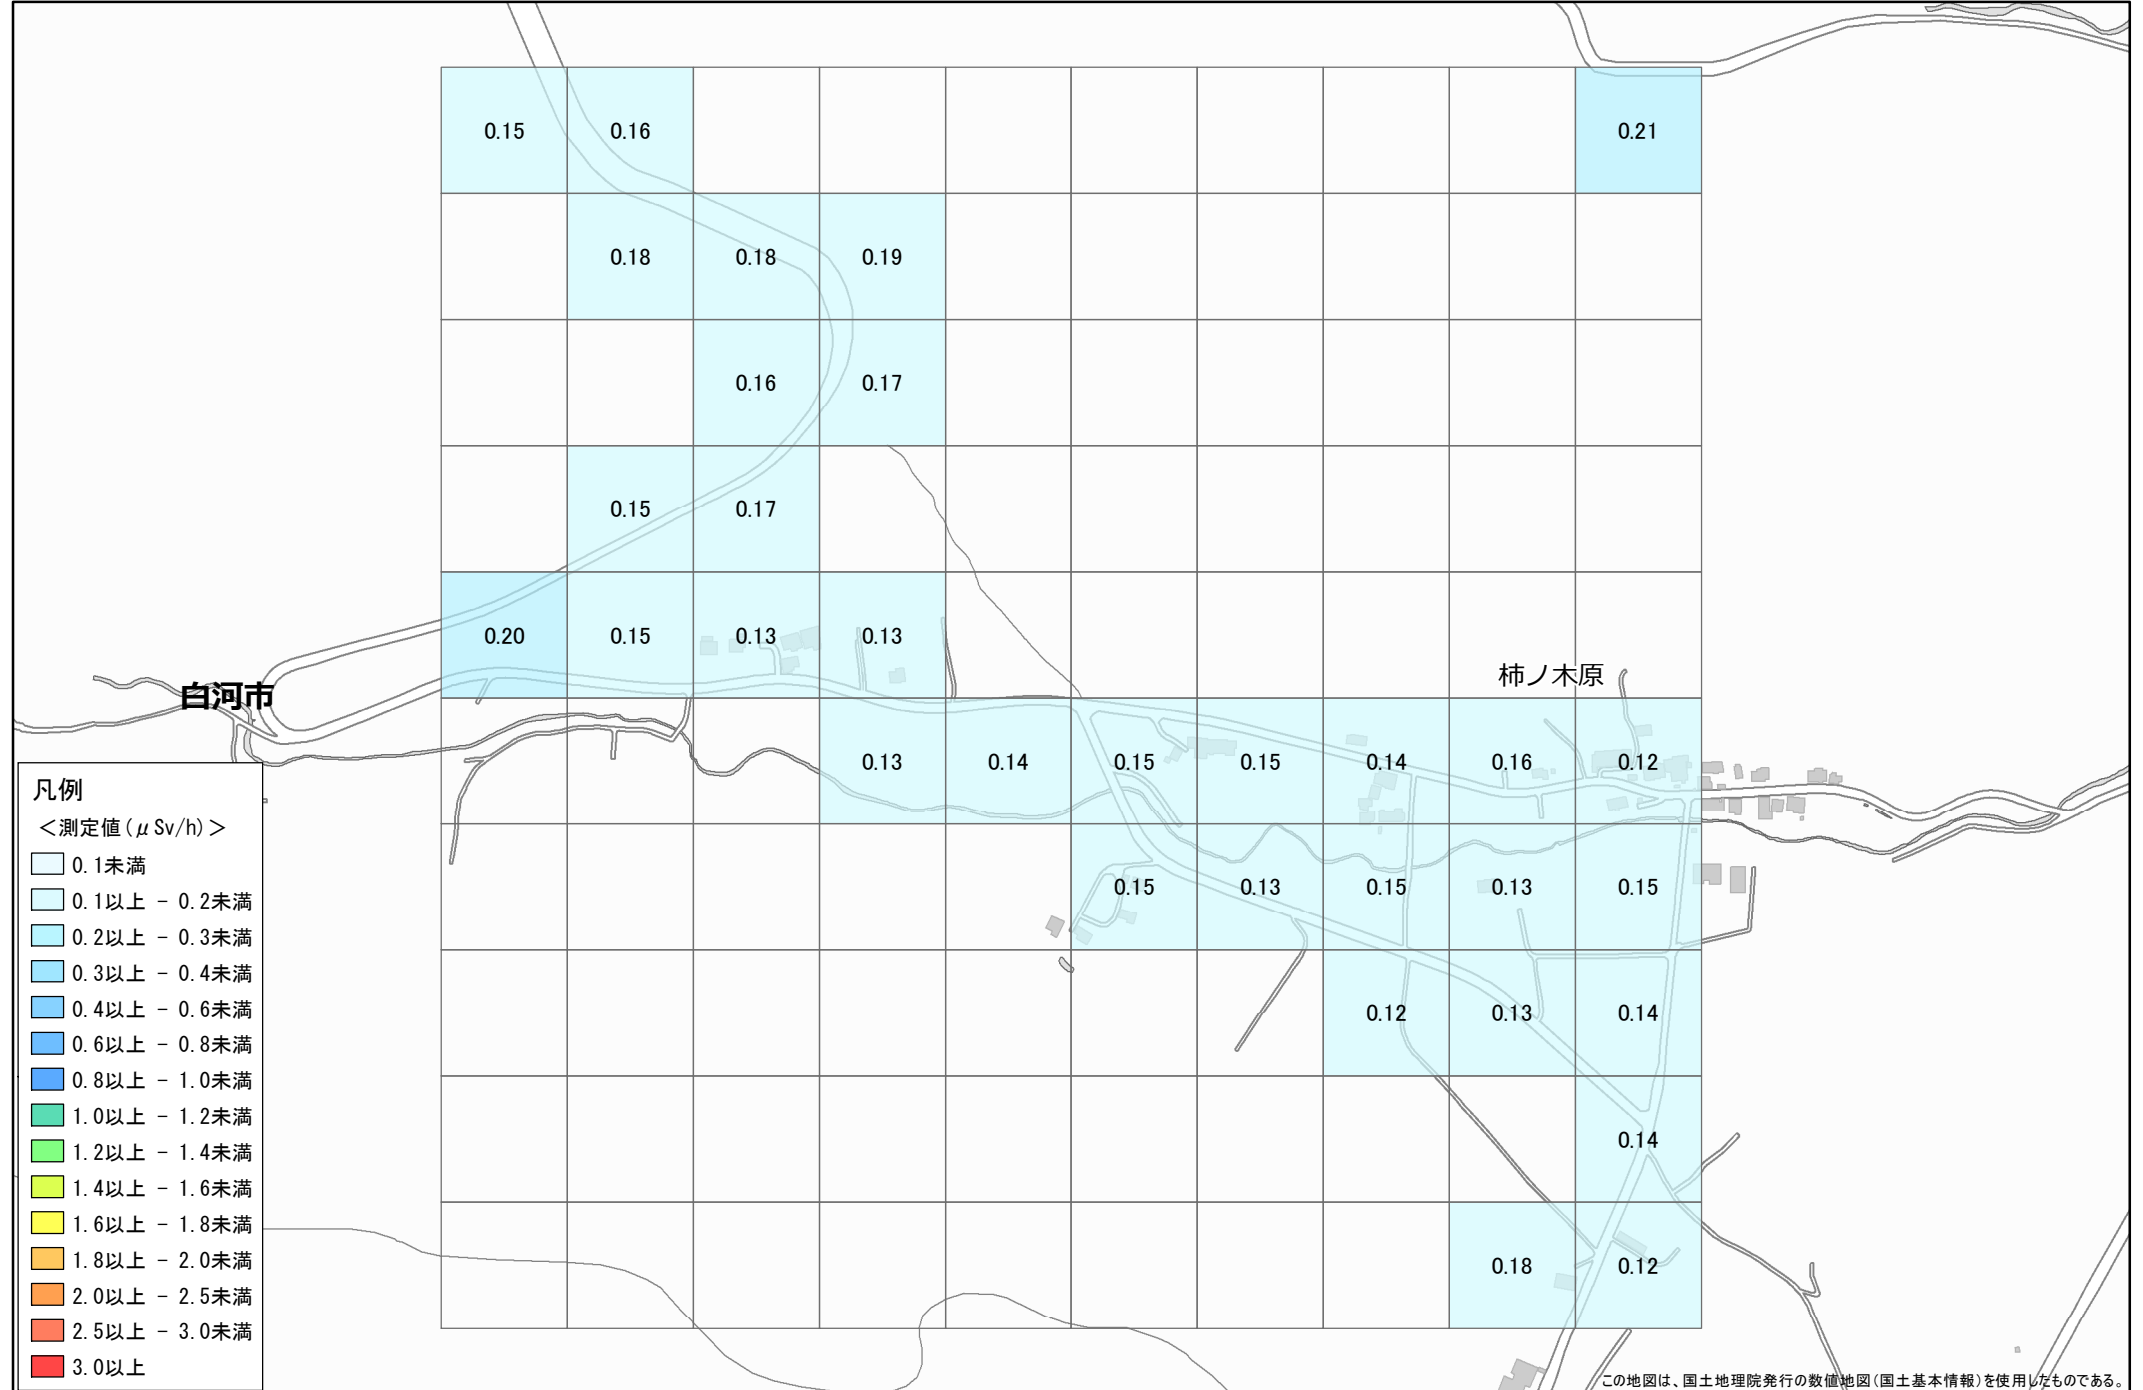 0.15 0.16 0.21
0.18 0.18 0.19
0.16 0.17
0.15 0.17
0.20 0.15 0.13 0.13
柿ノ木原
白河市
0.13 0.14 0.15 0.15 0.14 0.16 0.12
0.15 0.13 0.15 0.13 0.15
0.12 0.13 0.14
0.14
0.18 0.12
凡例
＜測定値(μSv/h)＞
0.1未満
0.1以上 - 0.2未満
0.2以上 - 0.3未満
0.3以上 - 0.4未満
0.4以上 - 0.6未満
0.6以上 - 0.8未満
0.8以上 - 1.0未満
1.0以上 - 1.2未満
1.2以上 - 1.4未満
1.4以上 - 1.6未満
1.6以上 - 1.8未満
1.8以上 - 2.0未満
2.0以上 - 2.5未満
2.5以上 - 3.0未満
3.0以上
この地図は、国土地理院発行の数値地図(国土基本情報)を使用したものである。